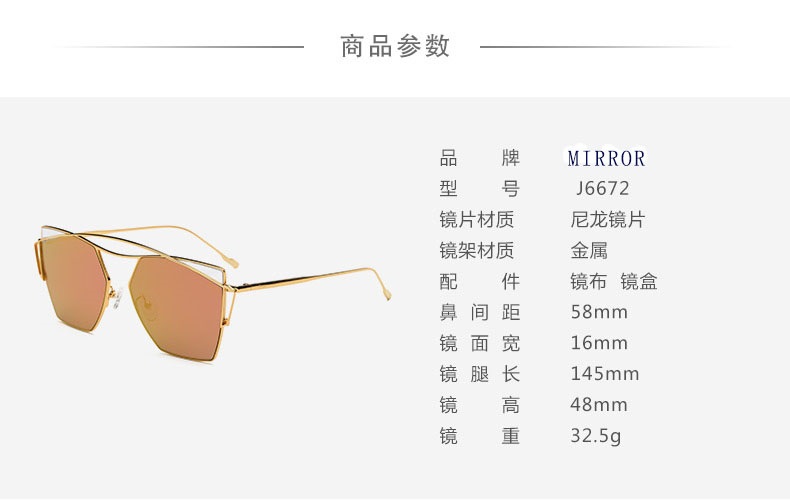 商品参数
品 牌 MIRROR
型 号 J6672
镜片材质 尼龙镜片
镜架材质 金属
配 件 镜布 镜盒
鼻 间 距 58mm
镜 面 宽 16mm
镜 腿 长 145mm
镜 高 48mm
镜 重 32.5g